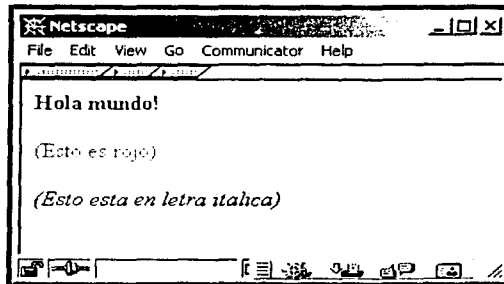 Netscape
File Edit View Go Communicator Help
Hola mundo!
(Esto es rojo)
(Esto esta en letra italica)